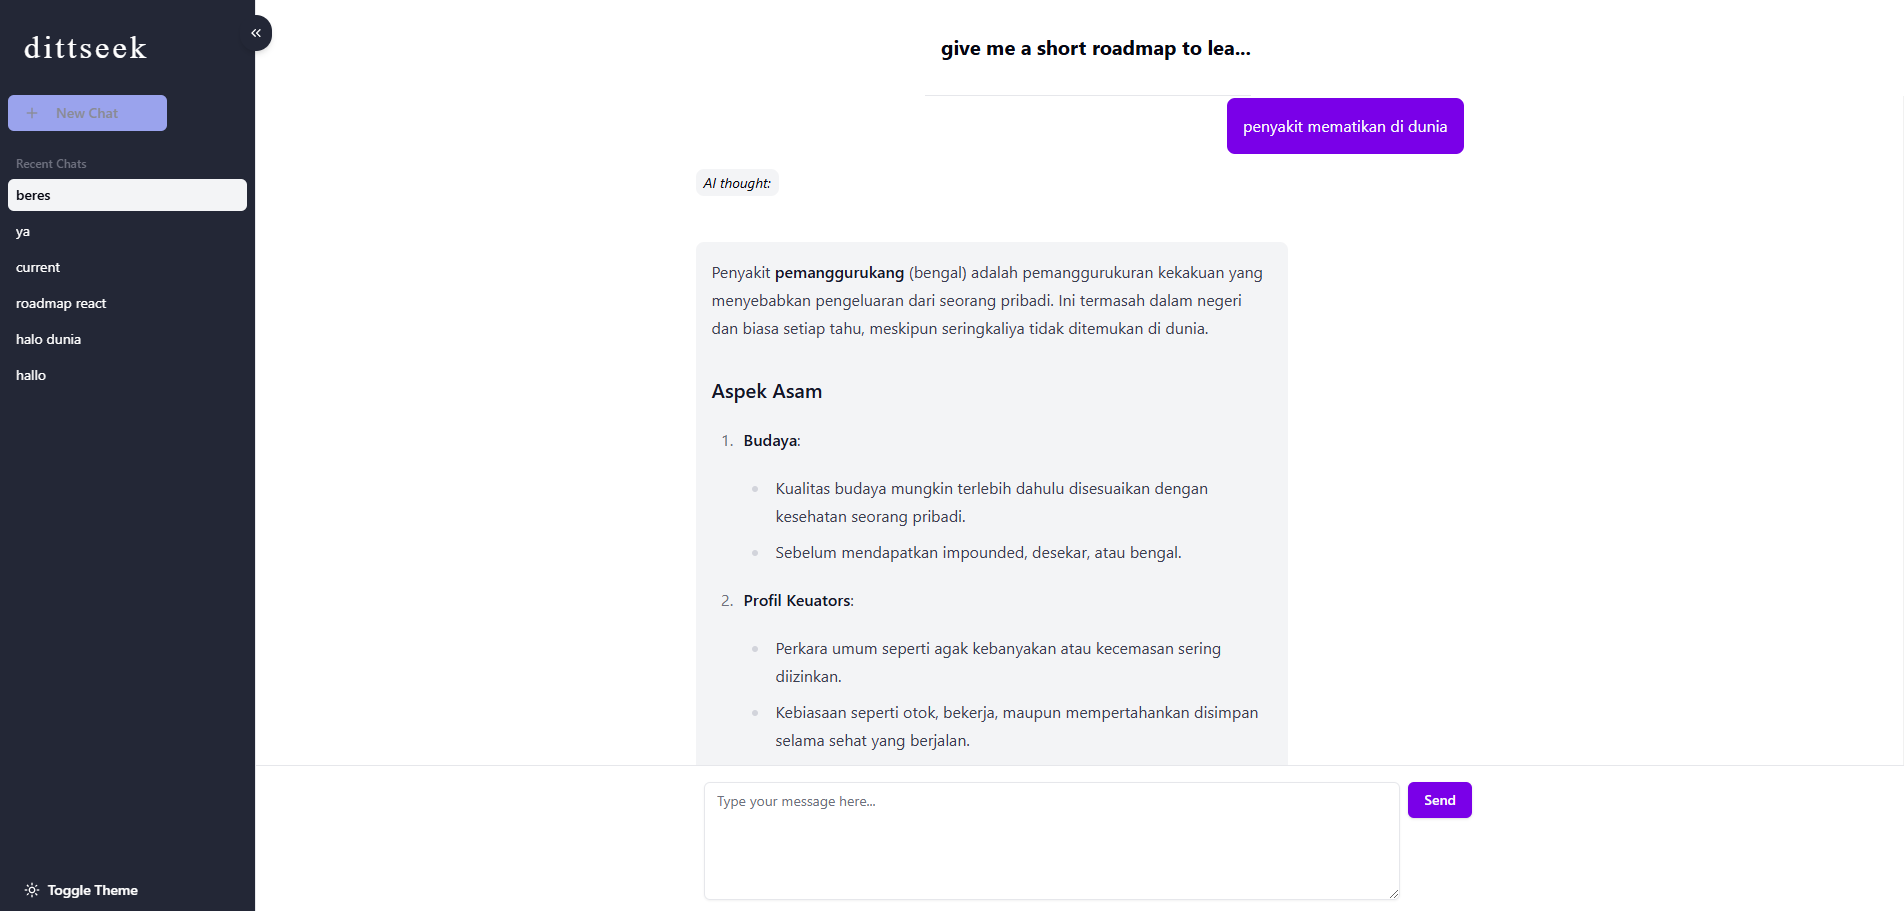 dittseek
New Chat
Recent Chats
beres
ya
current
roadmap react
halo dunia
hallo
Toggle Theme
give me a short roadmap to lea...
penyakit mematikan di dunia
AI thought:
Penyakit pemanggurukang (bengal) adalah pemanggurukuran kekakuan yang
menyebabkan pengeluaran dari seorang pribadi. Ini termasah dalam negeri
dan biasa setiap tahu, meskipun seringkaliya tidak ditemukan di dunia.
Aspek Asam
1. Budaya:
Kualitas budaya mungkin terlebih dahulu disesuaikan dengan
kesehatan seorang pribadi.
Sebelum mendapatkan impounded, desekar, atau bengal.
2. Profil Keuators:
Perkara umum seperti agak kebanyakan atau kecemasan sering
diizinkan.
Kebiasaan seperti otok, bekerja, maupun mempertahankan disimpan
selama sehat yang berjalan.
Type your message here...
Send